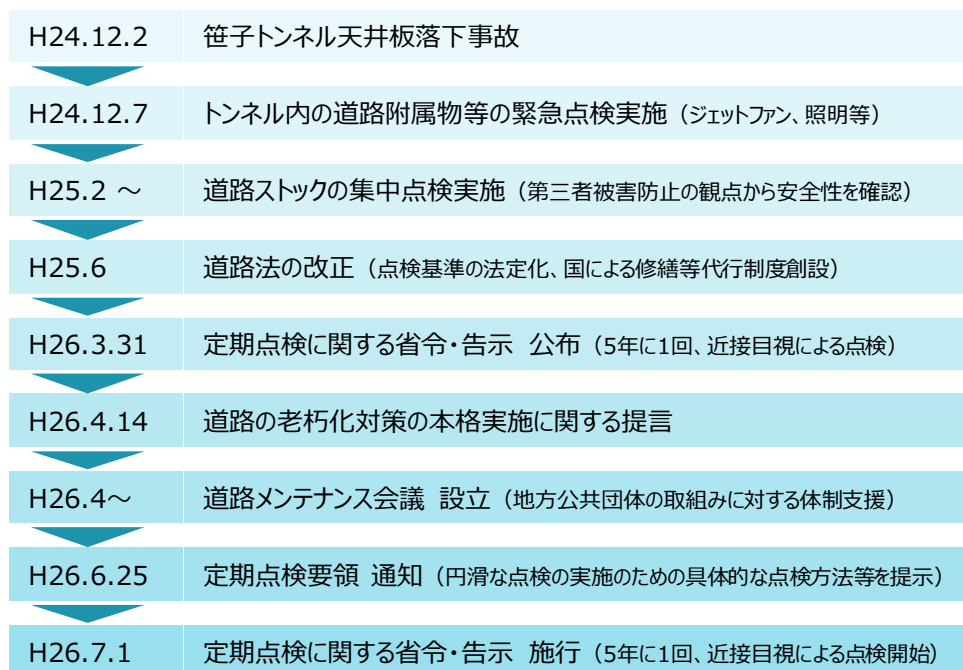 H24.12.2 笹子トンネル天井板落下事故
H24.12.7 トンネル内の道路附属物等の緊急点検実施（ジェットファン、照明等）
H25.2 ～ 道路ストックの集中点検実施（第三者被害防止の観点から安全性を確認）
H25.6 道路法の改正（点検基準の法定化、国による修繕等代行制度創設）
H26.3.31 定期点検に関する省令・告示 公布（5年に1回、近接目視による点検）
H26.4.14 道路の老朽化対策の本格実施に関する提言
H26.4～ 道路メンテナンス会議 設立（地方公共団体の取組みに対する体制支援）
H26.6.25 定期点検要領 通知（円滑な点検の実施のための具体的な点検方法等を提示）
H26.7.1 定期点検に関する省令・告示 施行（5年に1回、近接目視による点検開始）